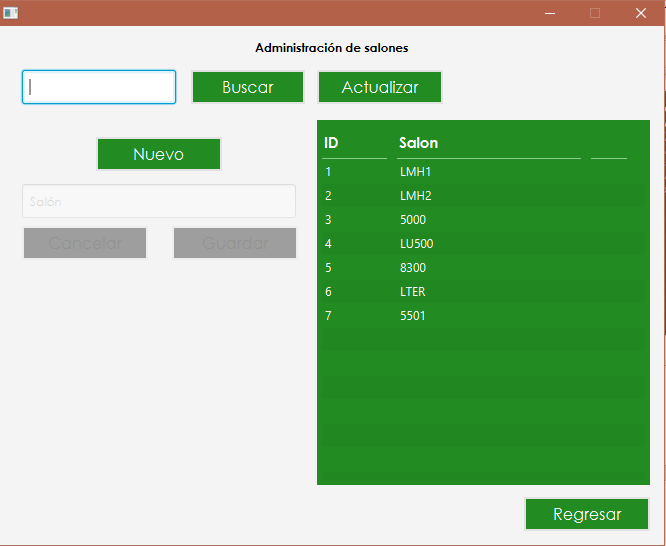 Administración de salones
Buscar Actualizar
Nuevo
Salón
Cancelar Guardar
ID Salon
1 LMH1
2 LMH2
3 5000
4 LU500
5 8300
6 LTER
7 5501
Regresar